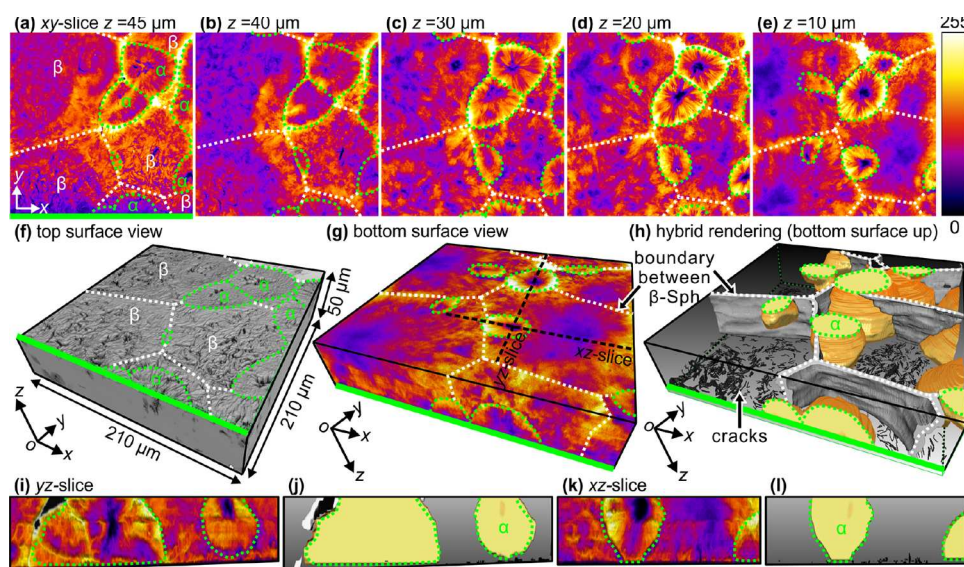 (a) xy-slice z =45 μm (b) z =40 μm (c) z =30 μm (d) z =20 μm (e) z =10 μm 255
β α β
α
β β α
β α β
y x 0
(f) top surface view (g) bottom surface view (h) hybrid rendering (bottom surface up)
β α α α
β α β
α
50 μm
210 μm
210 μm
z y o x
boundary between β-Sph
yz-slice
xz-slice
o y x z
α
cracks
o y x z
(i) yz-slice (j) (k) xz-slice (l)
α α